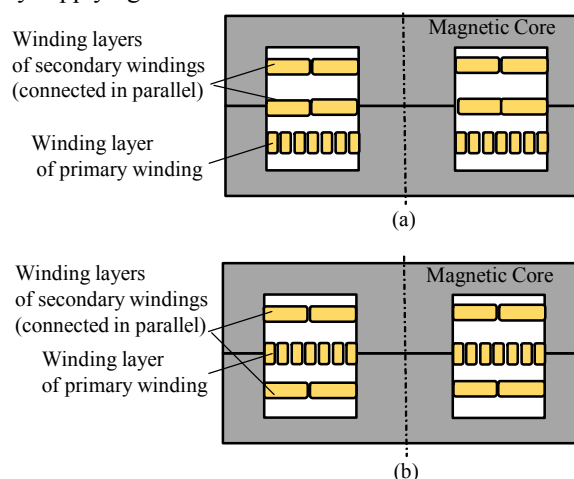 Winding layers
of secondary windings
(connected in parallel)
Winding layer
of primary winding
Magnetic Core
(a)
Winding layers
of secondary windings
(connected in parallel)
Winding layer
of primary winding
Magnetic Core
(b)